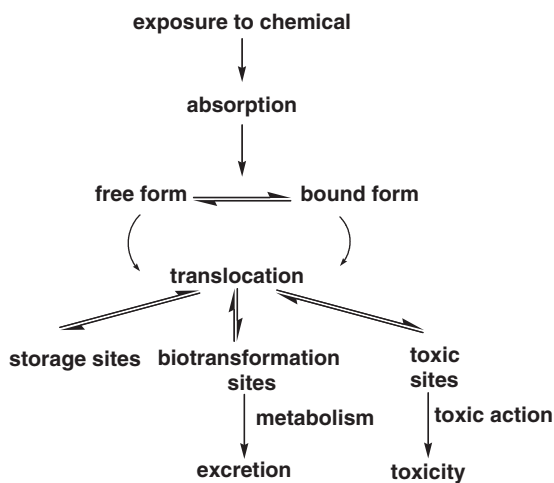 exposure to chemical
absorption
free form
bound form
translocation
storage sites
biotransformation
sites
toxic
sites
metabolism
toxic action
excretion
toxicity